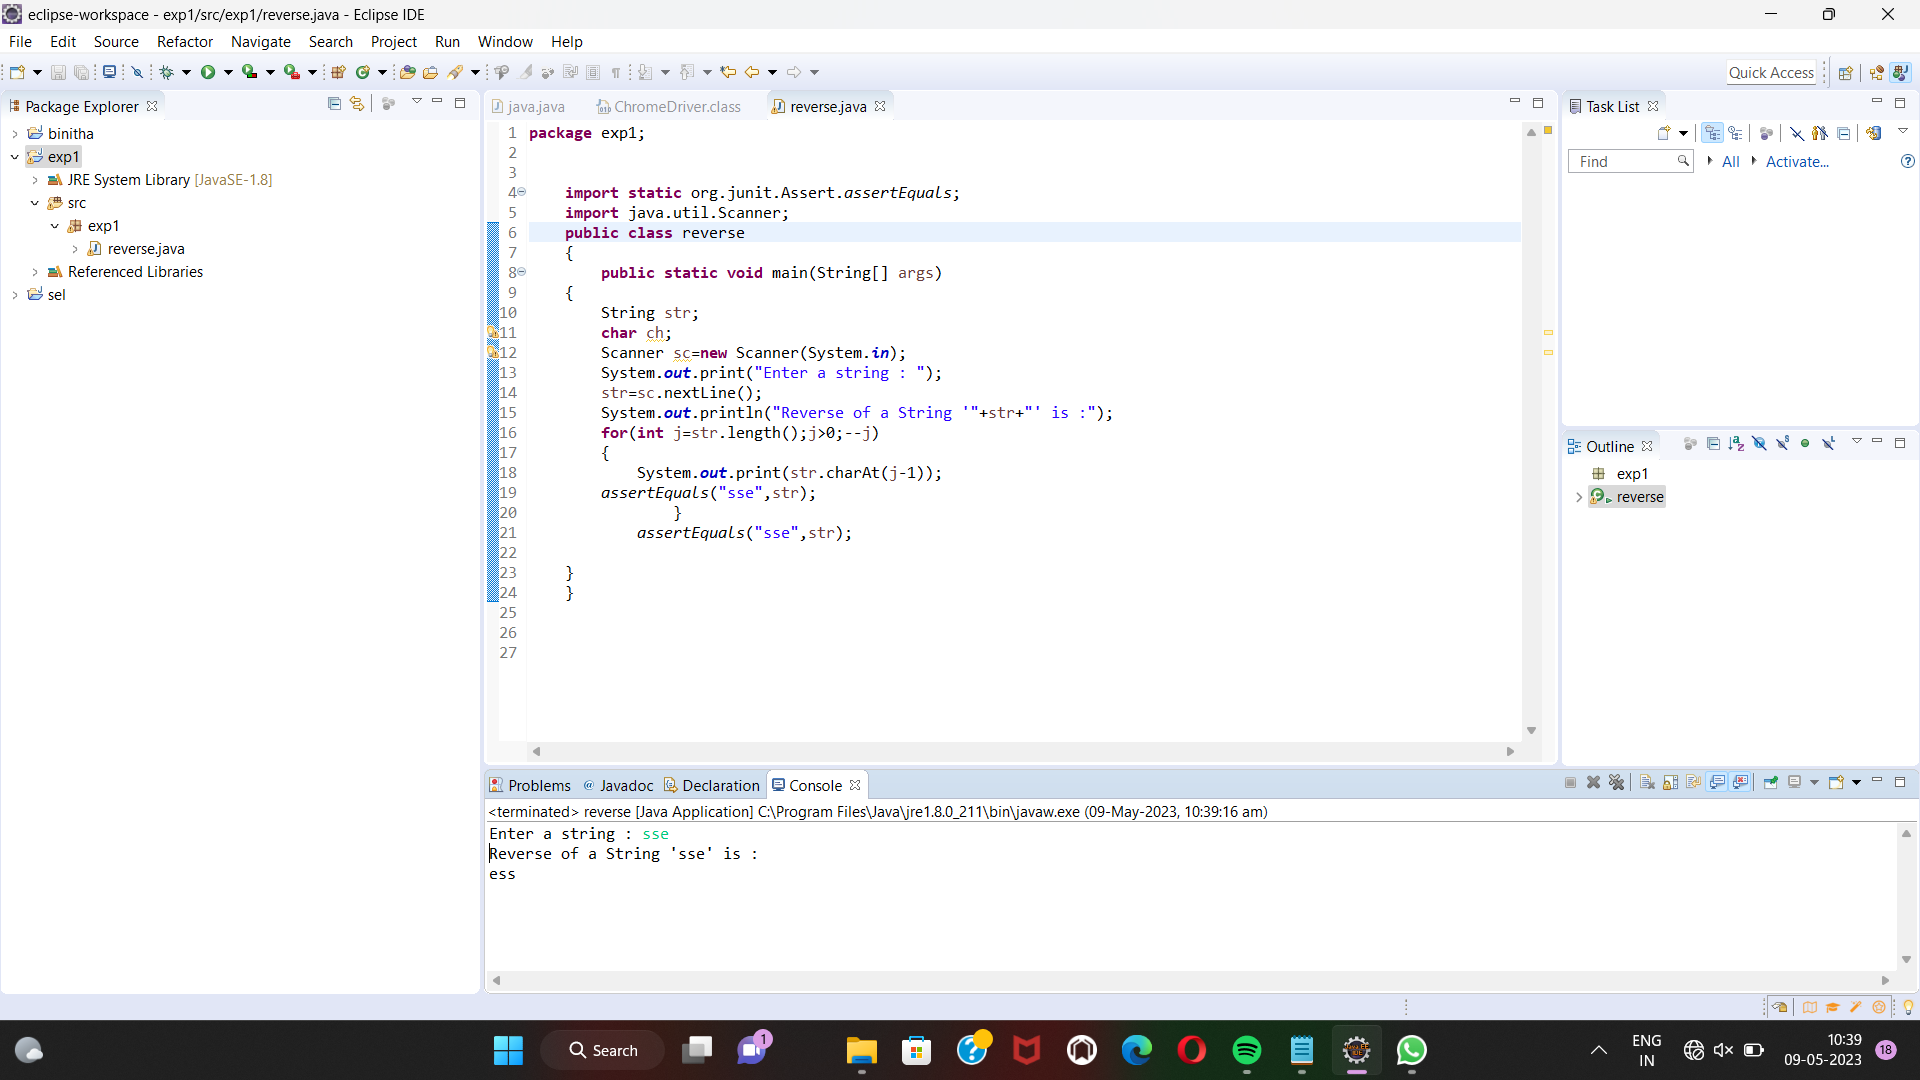 eclipse-workspace - exp1/src/exp1/reverse.java - Eclipse IDE
File Edit Source Refactor Navigate Search Project Run Window Help
Quick Access
Package Explorer
binitha
exp1
JRE System Library [JavaSE-1.8]
src
exp1
reverse.java
Referenced Libraries
sel
java.java ChromeDriver.class reverse.java
1 package exp1;
2
3
4 import static org.junit.Assert.assertEquals;
5 import java.util.Scanner;
6 public class reverse
7 {
8 public static void main(String[] args)
9 {
10 String str;
11 char ch;
12 Scanner sc=new Scanner(System.in);
13 System.out.print("Enter a string : ");
14 str=sc.nextLine();
15 System.out.println("Reverse of a String '"+str+"' is :");
16 for(int j=str.length();j>0;--j)
17 {
18 System.out.print(str.charAt(j-1));
19 assertEquals("sse",str);
20 }
21 assertEquals("sse",str);
22
23 }
24 }
25
26
27
Task List
Find All Activate...
Outline
exp1
reverse
Problems @ Javadoc Declaration Console
<terminated> reverse [Java Application] C:\Program Files\Java\jre1.8.0_211\bin\javaw.exe (09-May-2023, 10:39:16 am)
Enter a string : sse
Reverse of a String 'sse' is :
ess
Search
1
ENG
IN
10:39
09-05-2023
18